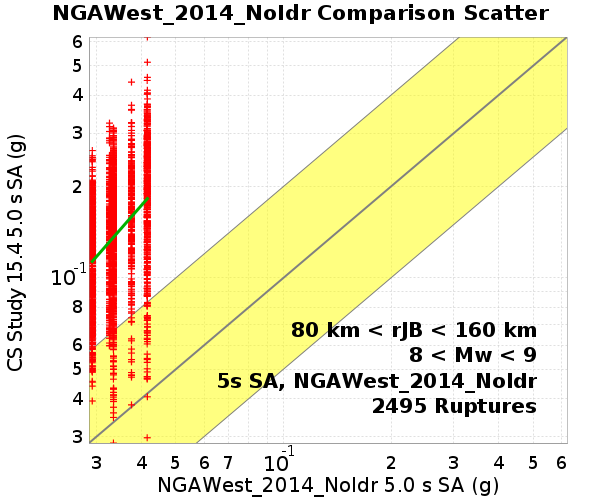 NGAWest_2014_NoIdr Comparison Scatter
6
5
4
3
2
10-1
8
6
5
4
3
CS Study 15.4 5.0 s SA (g)
80 km < rJB < 160 km
8 < Mw < 9
5s SA, NGAWest_2014_NoIdr
2495 Ruptures
3 4 5 6 7 10-1 2 3 4 5 6
NGAWest_2014_NoIdr 5.0 s SA (g)